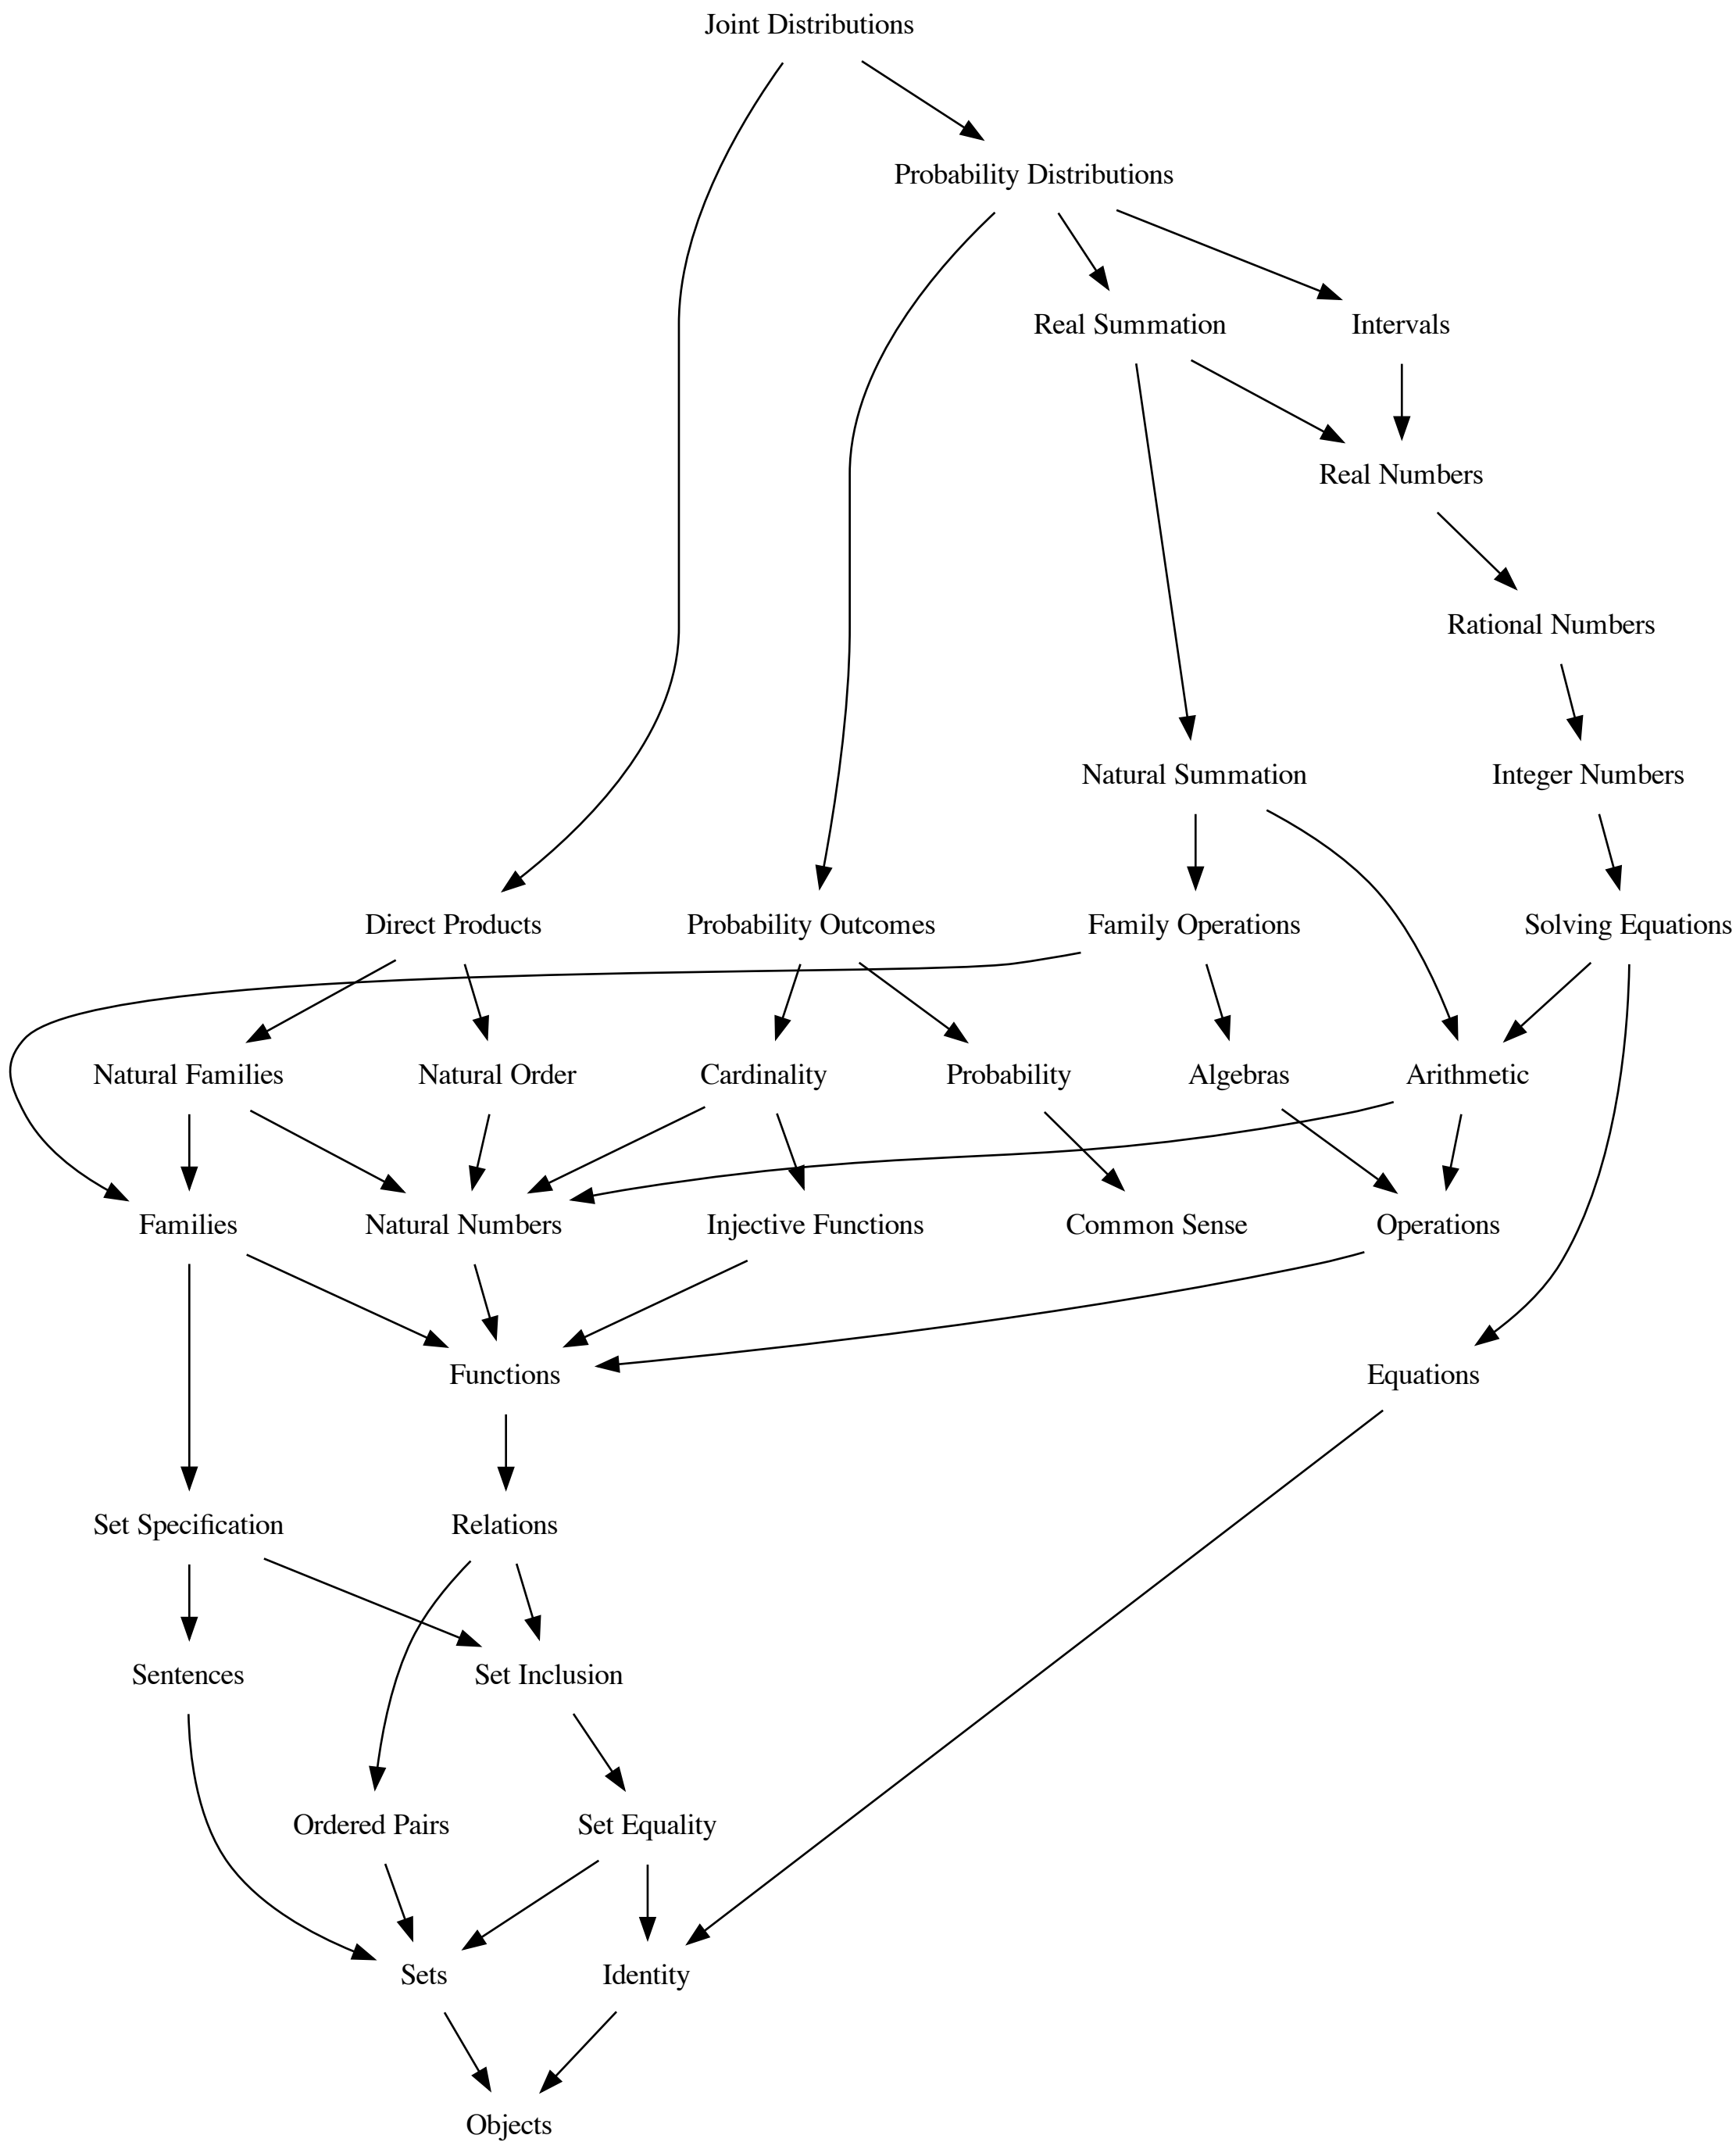 Joint Distributions
Probability Distributions
Real Summation
Intervals
Real Numbers
Rational Numbers
Natural Summation
Integer Numbers
Direct Products
Probability Outcomes
Family Operations
Solving Equations
Natural Families
Natural Order
Cardinality
Probability
Algebras
Arithmetic
Families
Natural Numbers
Injective Functions
Common Sense
Operations
Functions
Equations
Set Specification
Relations
Sentences
Set Inclusion
Ordered Pairs
Set Equality
Sets
Identity
Objects